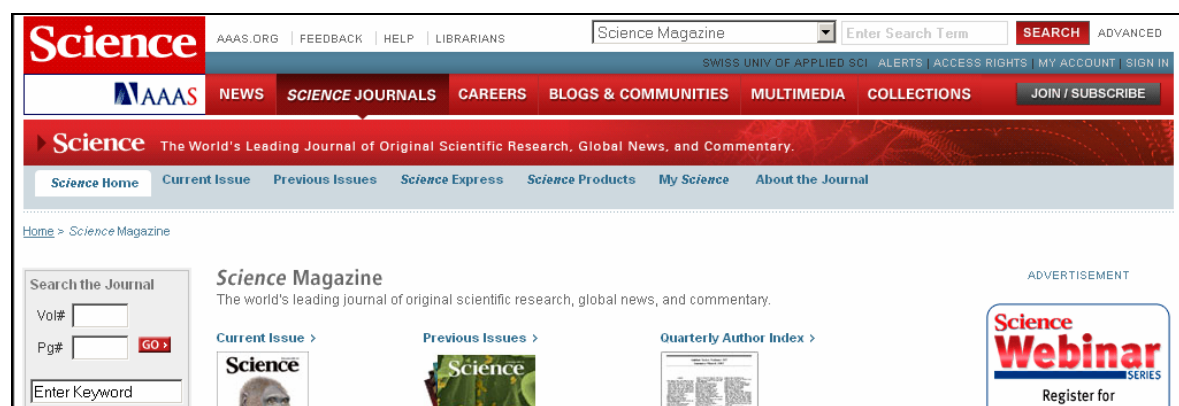 Science
AAAS.ORG | FEEDBACK | HELP | LIBRARIANS
Science Magazine
Enter Search Term
SEARCH ADVANCED
SWISS UNIV OF APPLIED SCI ALERTS | ACCESS RIGHTS | MY ACCOUNT | SIGN IN
AAAS
NEWS SCIENCE JOURNALS CAREERS BLOGS & COMMUNITIES MULTIMEDIA COLLECTIONS JOIN / SUBSCRIBE
Science The World's Leading Journal of Original Scientific Research, Global News, and Commentary.
Science Home Current Issue Previous Issues Science Express Science Products My Science About the Journal
Home > Science Magazine
Search the Journal
Vol#
Pg# GO
Enter Keyword
Science Magazine
The world's leading journal of original scientific research, global news, and commentary.
Current Issue > Previous Issues > Quarterly Author Index >
Science
Science
ADVERTISEMENT
Science
Webinar
SERIES
Register for